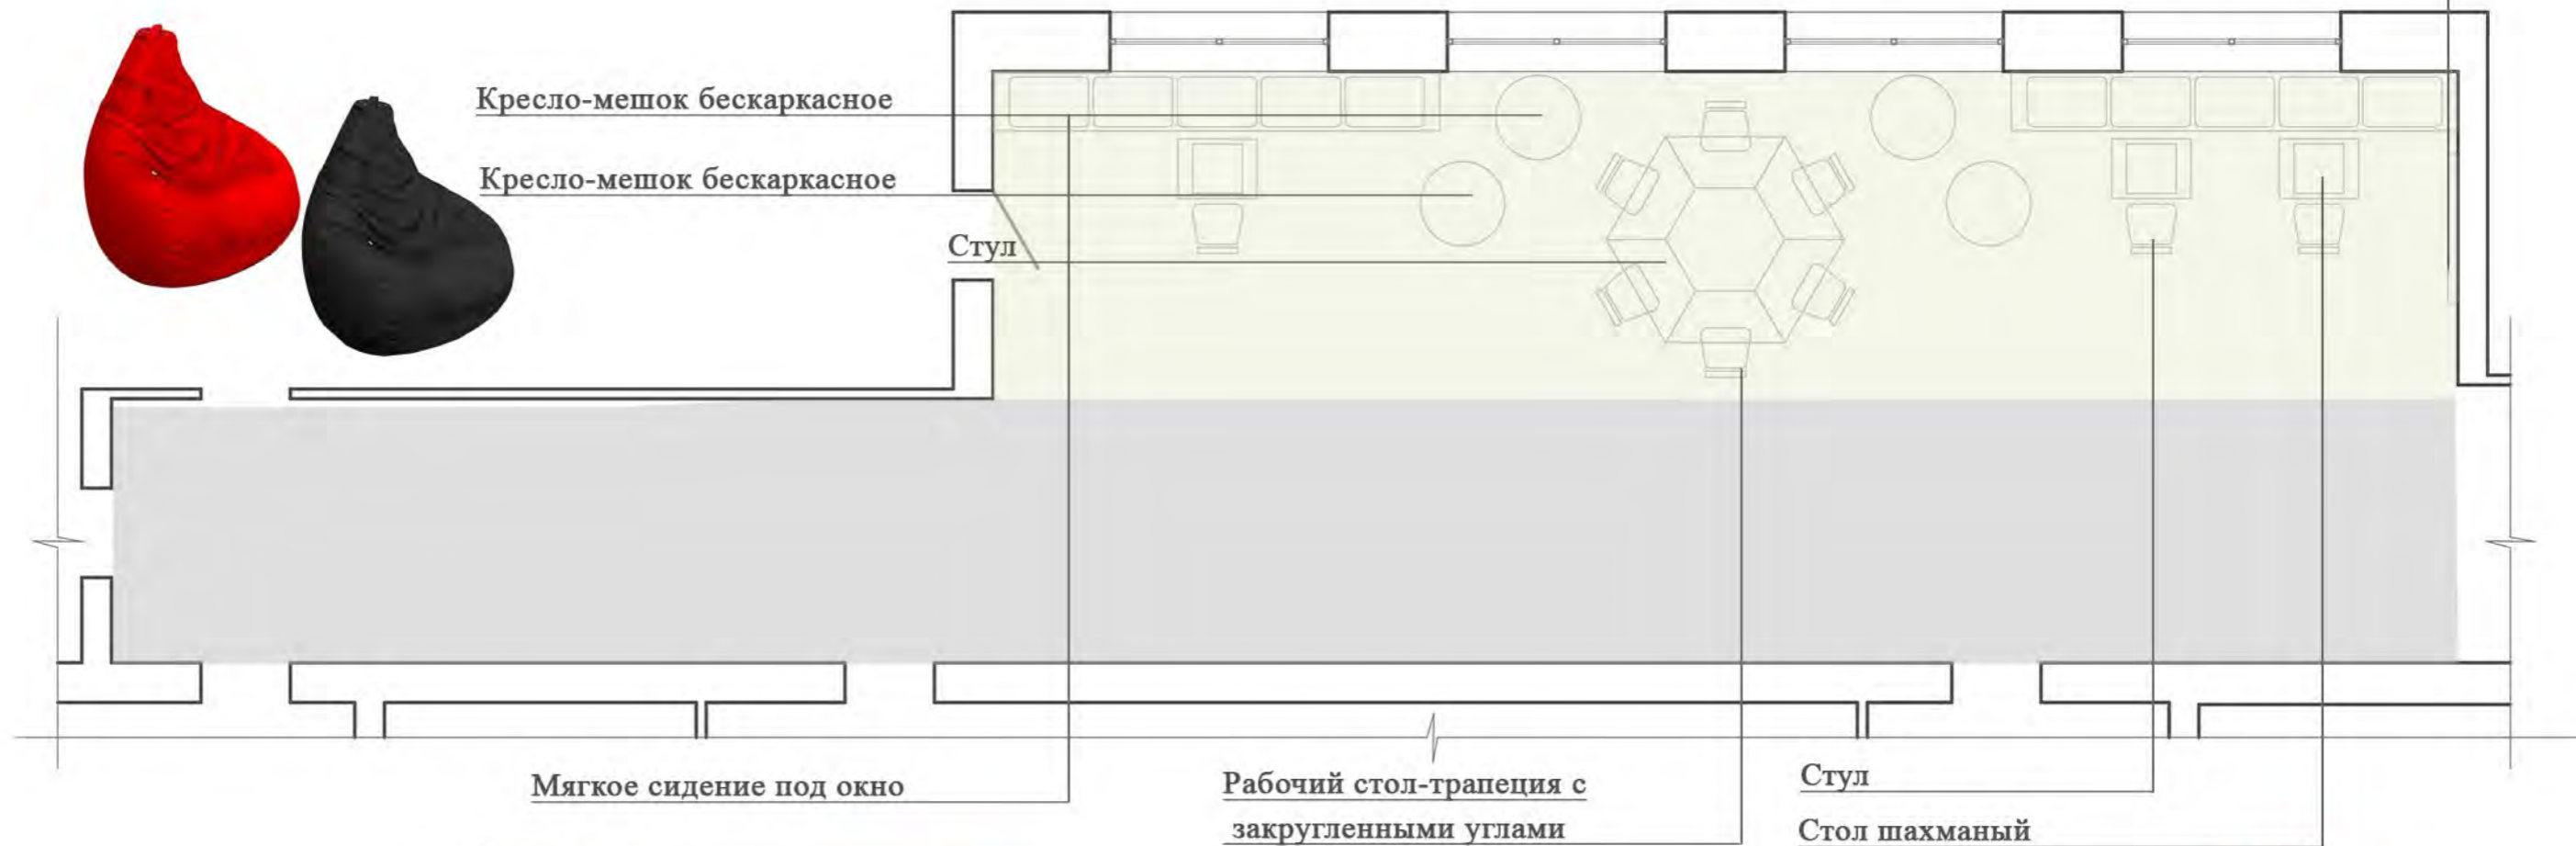 Кресло-мешок бескаркасное
Кресло-мешок бескаркасное
Стул
Мягкое сидение под окно
Рабочий стол-трапеция с
закругленными углами
Стул
Стол шахманый